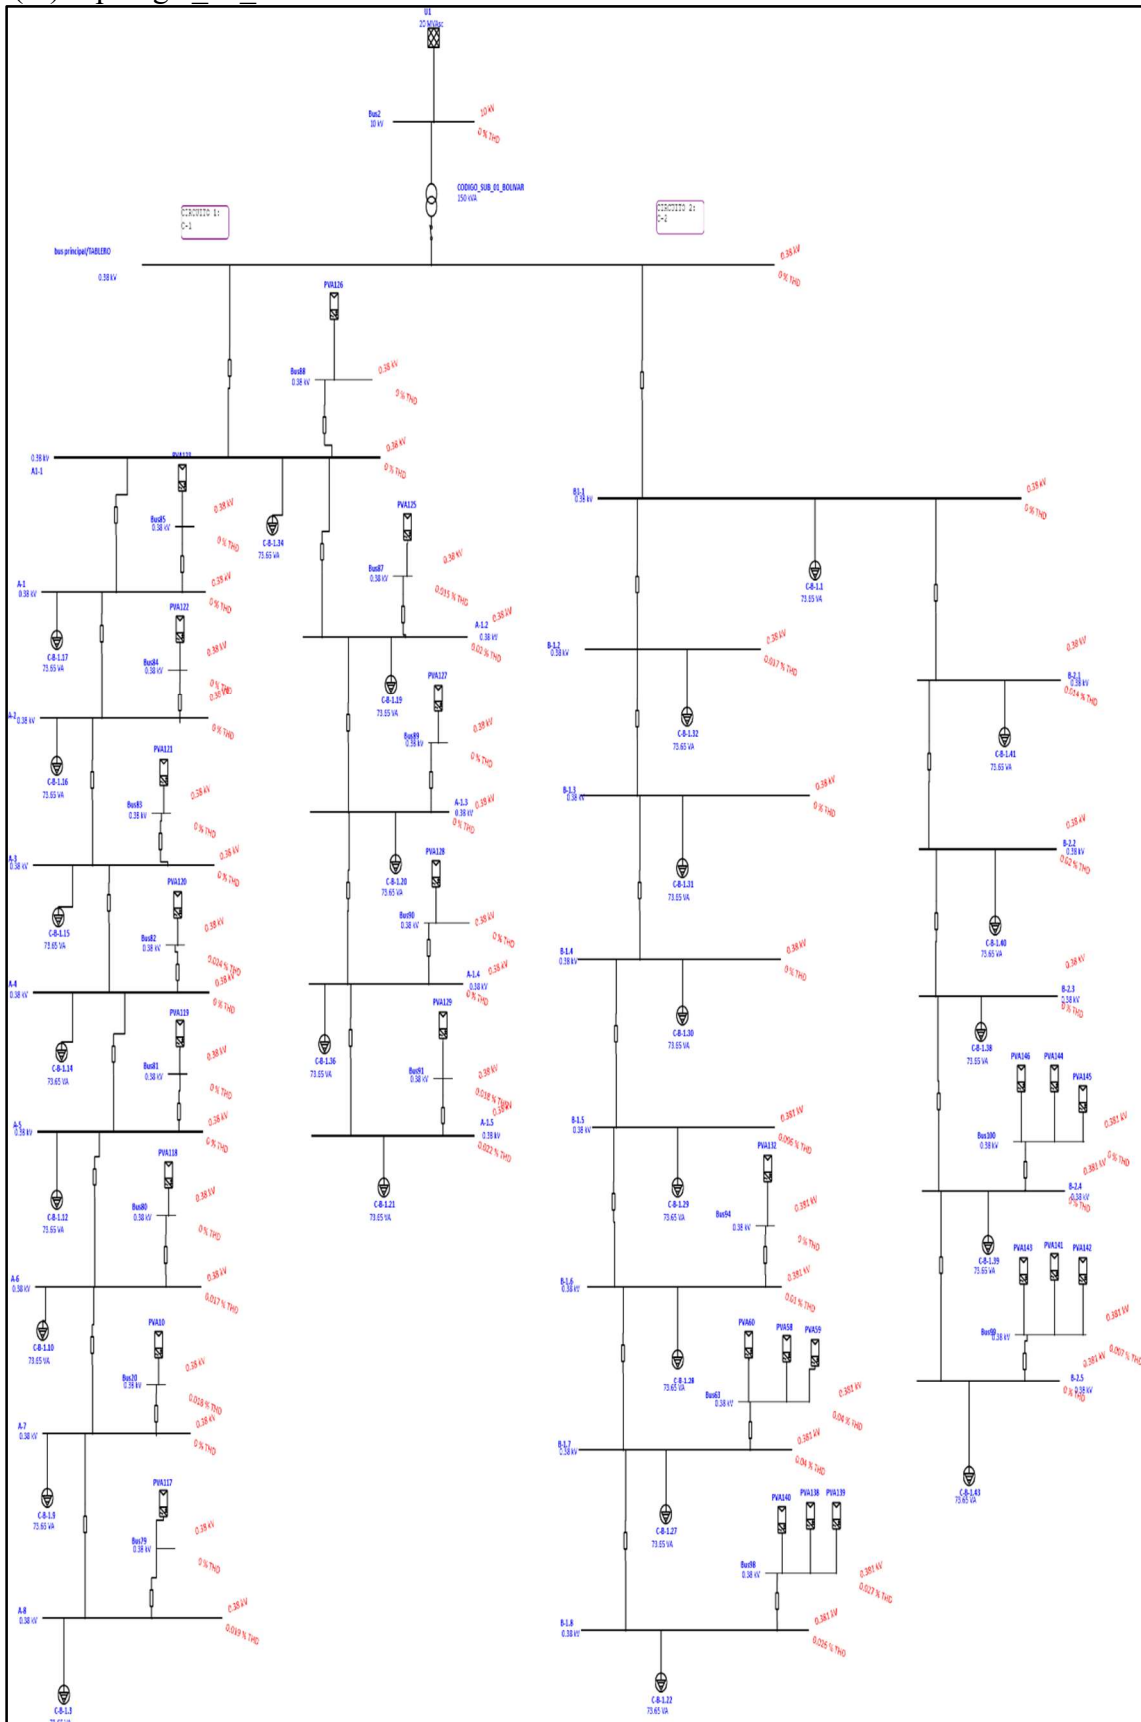 U1
20 MVAsc
Bus2
10 kV
10 kV
0 % THD
CODIGO_SUB_01_BOLIVAR
150 kVA
CIRCUITO 1:
C-1
CIRCUITO 2:
C-2
bus principal/TABLERO
0.38 kV
0.38 kV
0 % THD
PVA126
Bus88
0.38 kV
0.38 kV
0 % THD
0.38 kV
A1-1
0.38 kV
0 % THD
Bus85
0.38 kV
0.38 kV
0 % THD
C-B-1.34
73.65 VA
A-1
0.38 kV
0.38 kV
0 % THD
C-B-1.17
73.65 VA
PVA122
Bus84
0.38 kV
0.38 kV
0 % THD
0.38 kV
A-2
0.38 kV
0 % THD
C-B-1.16
73.65 VA
PVA121
Bus83
0.38 kV
0.38 kV
0 % THD
A-3
0.38 kV
0.38 kV
0 % THD
C-B-1.15
73.65 VA
PVA120
Bus82
0.38 kV
0.38 kV
0.024 % THD
A-4
0.38 kV
0.38 kV
0 % THD
C-B-1.14
73.65 VA
PVA119
Bus81
0.38 kV
0.38 kV
0 % THD
A-5
0.38 kV
0.38 kV
0 % THD
C-B-1.12
73.65 VA
PVA118
Bus80
0.38 kV
0.38 kV
0 % THD
A-6
0.38 kV
0.38 kV
0.017 % THD
C-B-1.10
73.65 VA
PVA10
Bus20
0.38 kV
0.38 kV
0.018 % THD
A-7
0.38 kV
0.38 kV
0 % THD
C-B-1.9
73.65 VA
PVA117
Bus79
0.38 kV
0.38 kV
0 % THD
A-8
0.38 kV
0.38 kV
0.019 % THD
C-B-1.3
PVA125
Bus87
0.38 kV
0.38 kV
0.015 % THD
A-1.2
0.38 kV
0.38 kV
0.02 % THD
C-B-1.19
73.65 VA
PVA127
Bus89
0.38 kV
0.38 kV
0 % THD
A-1.3
0.38 kV
0.38 kV
0 % THD
C-B-1.20
73.65 VA
PVA128
Bus90
0.38 kV
0.38 kV
0 % THD
A-1.4
0.38 kV
0.38 kV
0 % THD
C-B-1.36
73.65 VA
PVA129
Bus91
0.38 kV
0.38 kV
A-1.5
0.38 kV
0.022 % THD
C-B-1.21
73.65 VA
B1-1
0.38 kV
0.38 kV
0 % THD
C-B-1.1
73.65 VA
B-1.2
0.38 kV
0.38 kV
0.017 % THD
C-B-1.32
73.65 VA
B-1.3
0.38 kV
0.38 kV
0 % THD
C-B-1.31
73.65 VA
B-1.4
0.38 kV
0.38 kV
0 % THD
C-B-1.30
73.65 VA
B-1.5
0.38 kV
0.381 kV
0.096 % THD
C-B-1.29
73.65 VA
PVA132
Bus94
0.38 kV
0.381 kV
0 % THD
B-1.6
0.38 kV
0.381 kV
0.01 % THD
C-B-1.28
73.65 VA
PVA60
PVA58
PVA59
Bus63
0.38 kV
0.381 kV
0.04 % THD
B-1.7
0.38 kV
0.381 kV
0.04 % THD
C-B-1.27
73.65 VA
PVA140
PVA138
PVA139
Bus98
0.38 kV
0.381 kV
0.027 % THD
B-1.8
0.38 kV
0.381 kV
0.026 % THD
C-B-1.22
73.65 VA
0.38 kV
B-2.1
0.38 kV
0.014 % THD
C-B-1.41
73.65 VA
0.38 kV
B-2.2
0.38 kV
0.02 % THD
C-B-1.40
73.65 VA
0.38 kV
B-2.3
0.38 kV
0 % THD
C-B-1.38
73.65 VA
PVA146
PVA144
PVA145
Bus100
0.38 kV
0.381 kV
0 % THD
0.381 kV
B-2.4
0.38 kV
0 % THD
C-B-1.39
73.65 VA
PVA143
PVA141
PVA142
0.38 kV
0.381 kV
0.007 % THD
0.381 kV
B-2.5
0.38 kV
0 % THD
C-B-1.43
73.65 VA